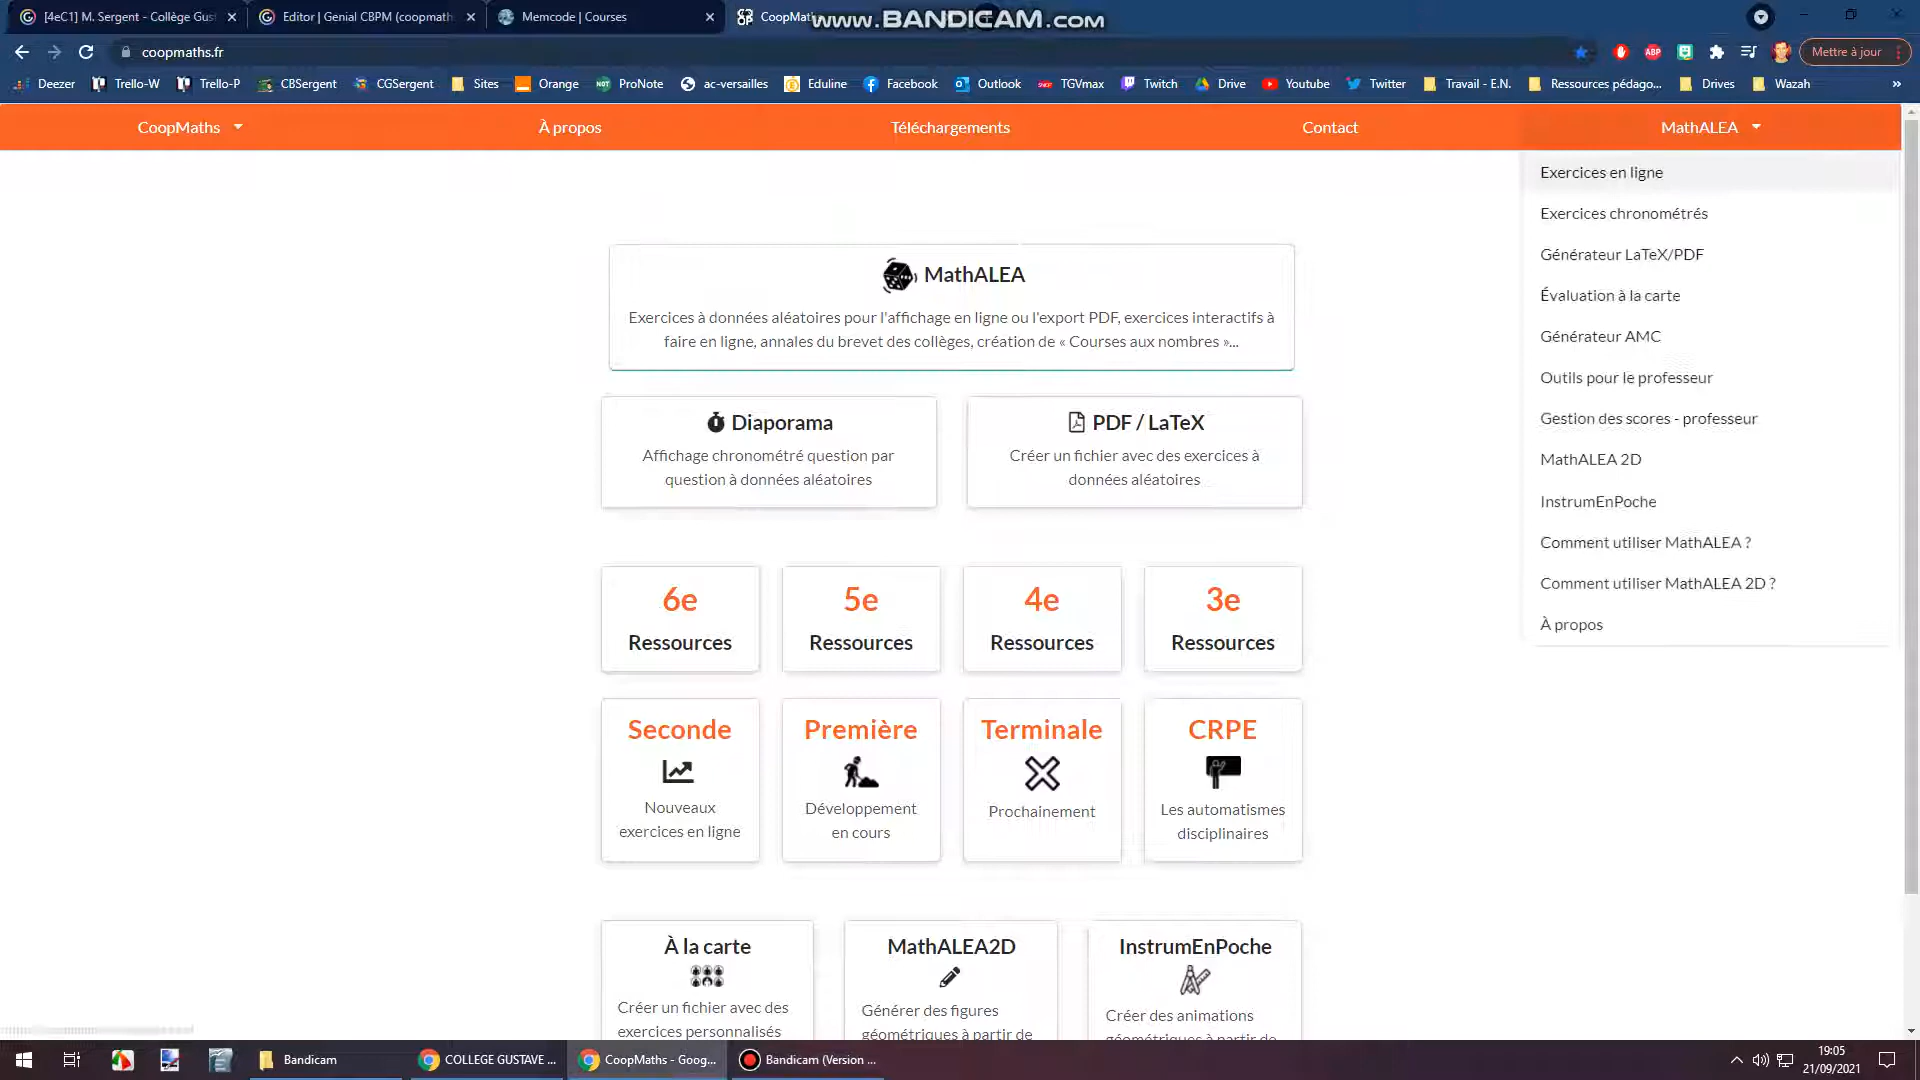 [4eC1] M. Sergent - Collège Gus
Editor | Genial CBPM (coopmath
Memcode | Courses
CoopMat
www.BANDICAM.com
coopmaths.fr
Mettre à jour
Deezer
Trello-W
Trello-P
CBSergent
CGSergent
Sites
Orange
ProNote
ac-versailles
Eduline
Facebook
Outlook
TGVmax
Twitch
Drive
Youtube
Twitter
Travail - E.N.
Ressources pédago...
Drives
Wazah
»
CoopMaths
À propos
Téléchargements
Contact
MathALEA
Exercices en ligne
Exercices chronométrés
Générateur LaTeX/PDF
Évaluation à la carte
Générateur AMC
Outils pour le professeur
Gestion des scores - professeur
MathALEA 2D
InstrumEnPoche
Comment utiliser MathALEA ?
Comment utiliser MathALEA 2D ?
À propos
MathALEA
Exercices à données aléatoires pour l'affichage en ligne ou l'export PDF, exercices interactifs à
faire en ligne, annales du brevet des collèges, création de « Courses aux nombres »...
Diaporama
Affichage chronométré question par
question à données aléatoires
PDF / LaTeX
Créer un fichier avec des exercices à
données aléatoires
6e
Ressources
5e
Ressources
4e
Ressources
3e
Ressources
Seconde
Nouveaux
exercices en ligne
Première
Développement
en cours
Terminale
Prochainement
CRPE
Les automatismes
disciplinaires
À la carte
Créer un fichier avec des
exercices personnalisés
MathALEA2D
Générer des figures
géométriques à partir de
InstrumEnPoche
Créer des animations
géométriques à partir de
Bandicam
COLLEGE GUSTAVE ...
CoopMaths - Goog...
Bandicam (Version ...
19:05
21/09/2021